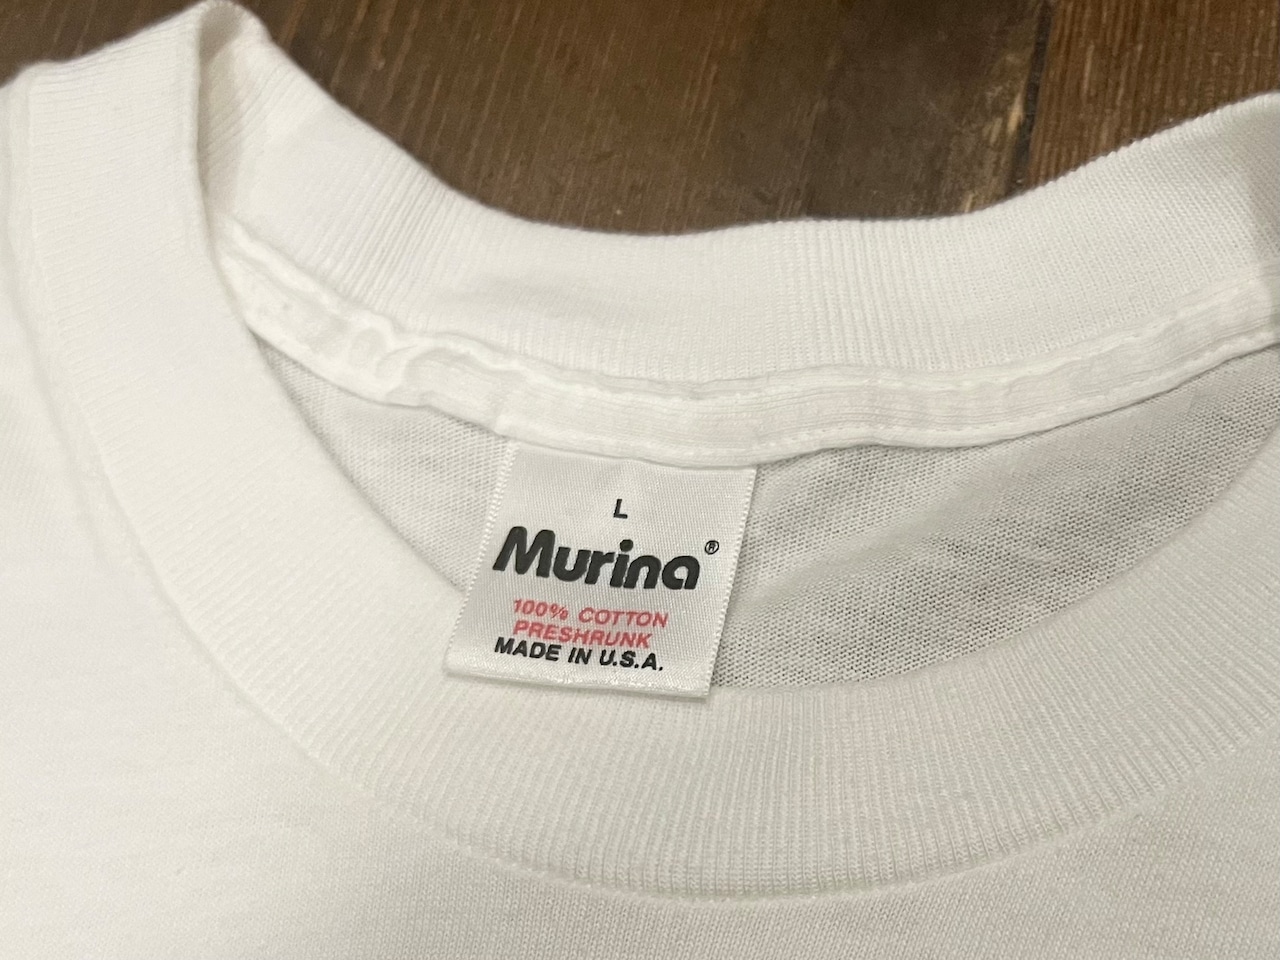 L
Murina®
100% COTTON
PRESHRUNK
MADE IN U.S.A.